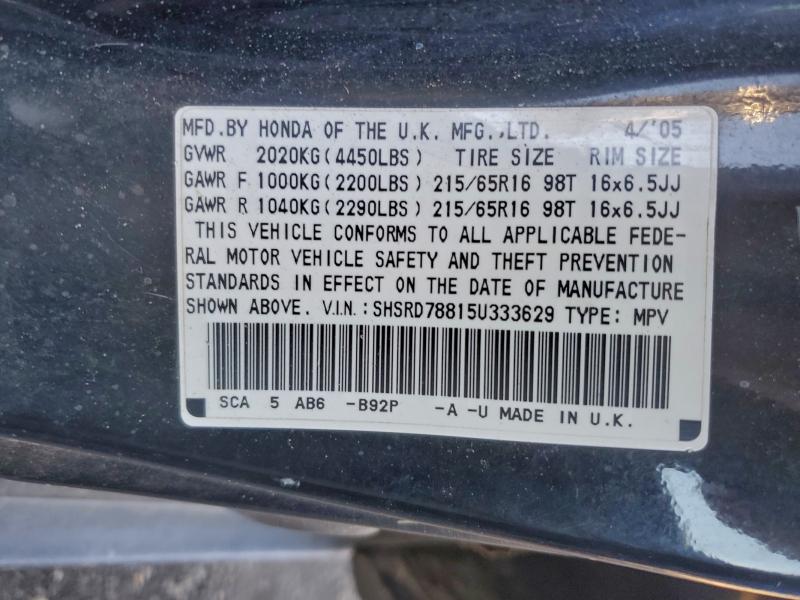 MFD.BY HONDA OF THE U.K. MFG.,LTD. 4/'05
GVWR 2020KG(4450LBS) TIRE SIZE RIM SIZE
GAWR F 1000KG(2200LBS) 215/65R16 98T 16x6.5JJ
GAWR R 1040KG(2290LBS) 215/65R16 98T 16x6.5JJ
THIS VEHICLE CONFORMS TO ALL APPLICABLE FEDE-
RAL MOTOR VEHICLE SAFETY AND THEFT PREVENTION
STANDARDS IN EFFECT ON THE DATE OF MANUFACTURE
SHOWN ABOVE. V.I.N.:SHSRD78815U333629 TYPE: MPV
SCA 5 AB6 -B92P -A -U MADE IN U.K.